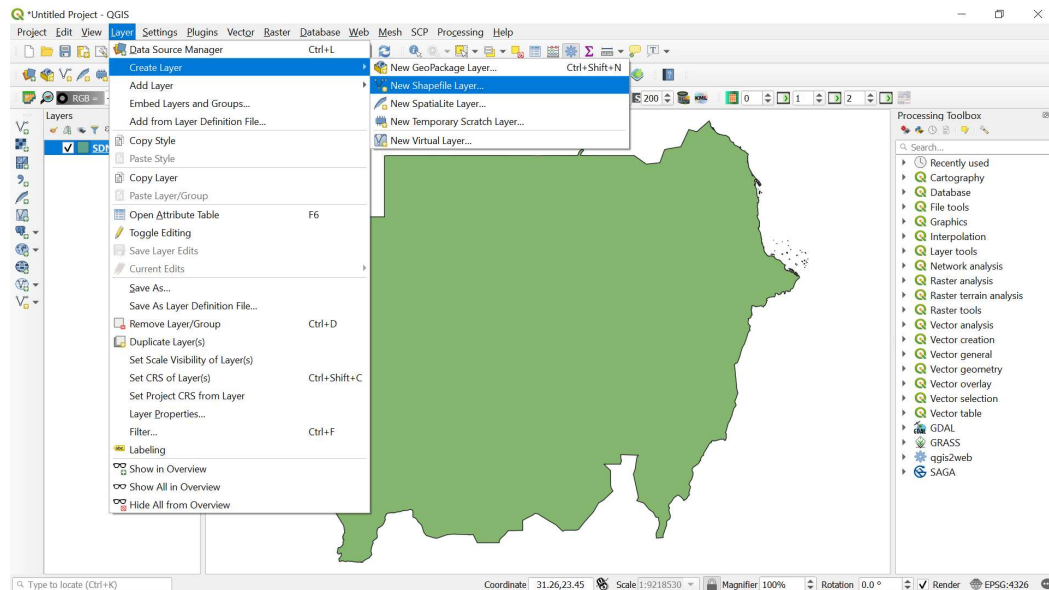 *Untitled Project - QGIS
Project Edit View Layer Settings Plugins Vector Raster Database Web Mesh SCP Processing Help
Data Source Manager Ctrl+L
Create Layer
Add Layer
Embed Layers and Groups...
Add from Layer Definition File...
Copy Style
Paste Style
Copy Layer
Paste Layer/Group
Open Attribute Table F6
Toggle Editing
Save Layer Edits
Current Edits
Save As...
Save As Layer Definition File...
Remove Layer/Group Ctrl+D
Duplicate Layer(s)
Set Scale Visibility of Layer(s)
Set CRS of Layer(s) Ctrl+Shift+C
Set Project CRS from Layer
Layer Properties...
Filter... Ctrl+F
Labeling
Show in Overview
Show All in Overview
Hide All from Overview
New GeoPackage Layer... Ctrl+Shift+N
New Shapefile Layer...
New SpatiaLite Layer...
New Temporary Scratch Layer...
New Virtual Layer...
RGB =
200 KML 0 1 2
Layers
Processing Toolbox
Search...
Recently used
Cartography
Database
File tools
Graphics
Interpolation
Layer tools
Network analysis
Raster analysis
Raster terrain analysis
Raster tools
Vector analysis
Vector creation
Vector general
Vector geometry
Vector overlay
Vector selection
Vector table
GDAL
GRASS
qgis2web
SAGA
Type to locate (Ctrl+K) Coordinate 31.26,23.45 Scale 1:9218530 Magnifier 100% Rotation 0.0 ° Render EPSG:4326